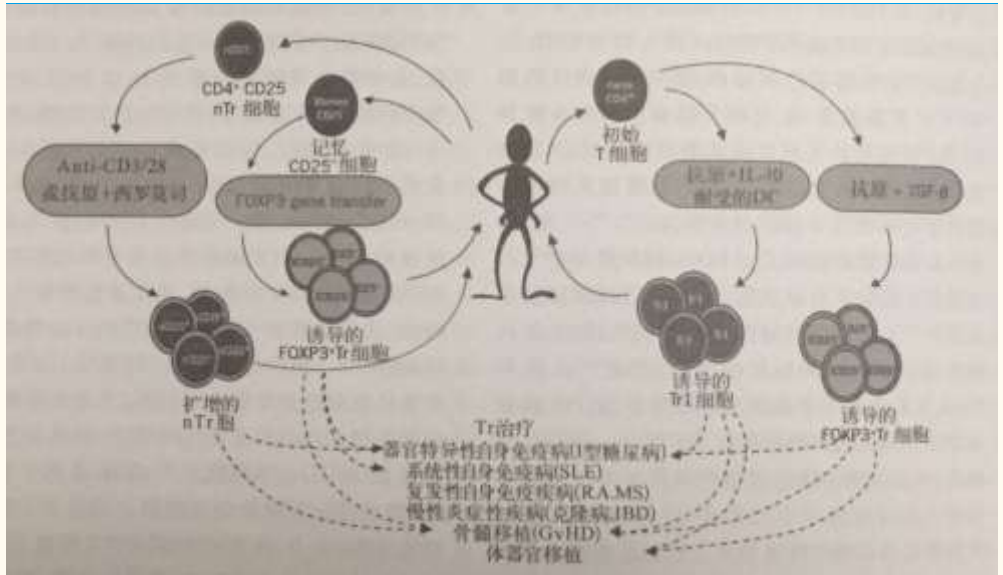 CD4⁺ CD25
nTr 细胞
记忆
CD25⁻ 细胞
初始
T 细胞
Anti-CD3/28
或抗原+西罗莫司
FOXP3 gene transfer
抗原+IL-10
耐受的DC
抗原 + TGF-β
诱导的
FOXP3⁺Tr 细胞
扩增的
nTr胞
诱导的
Tr1细胞
诱导的
FOXP3⁺Tr 细胞
Tr治疗
器官特异性自身免疫病(I型糖尿病)
系统性自身免疫病(SLE)
复发性自身免疫疾病(RA.MS)
慢性炎症性疾病(克隆病.IBD)
骨髓移植(GvHD)
体器官移植